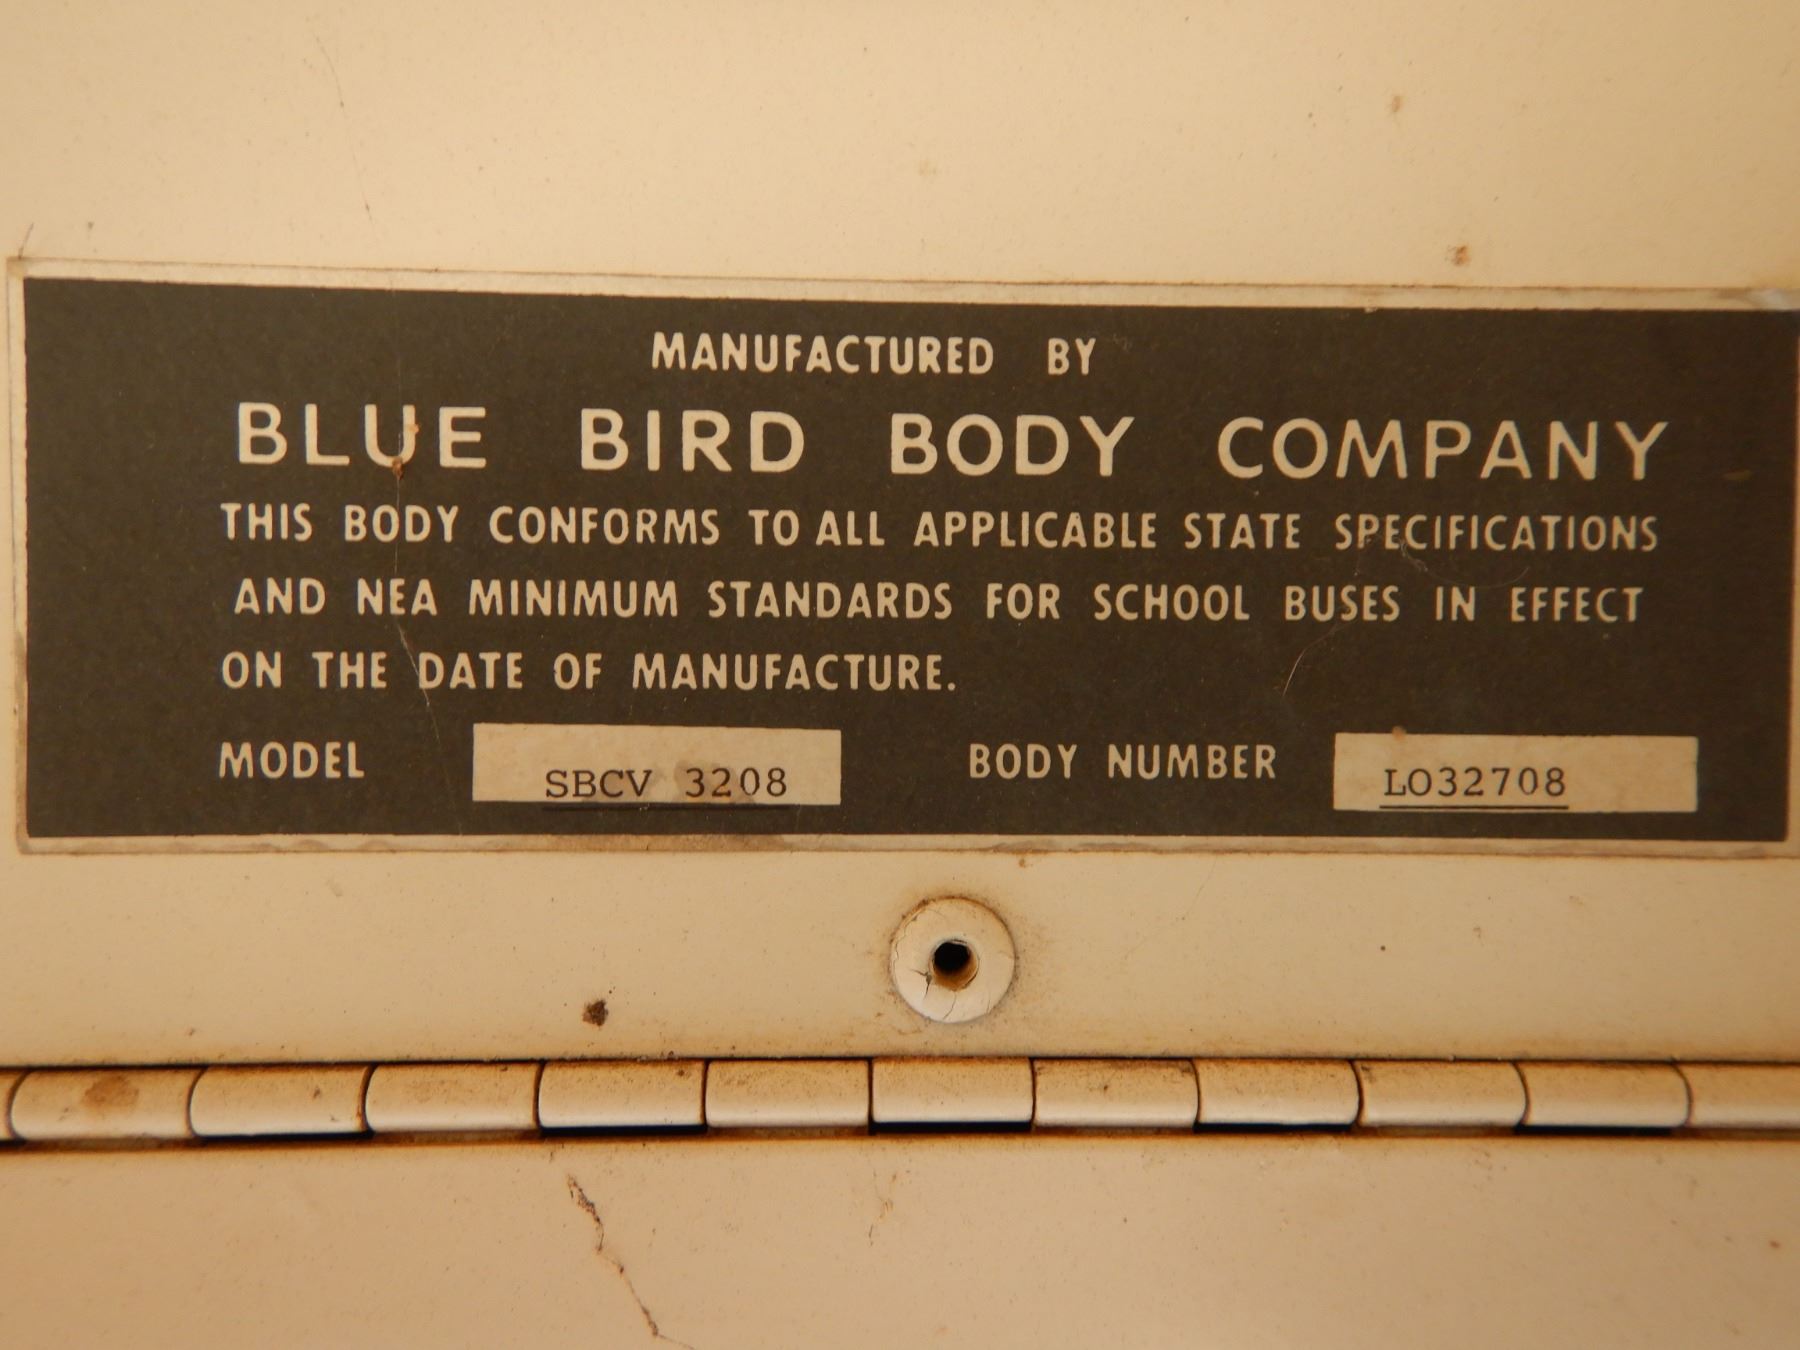 MANUFACTURED BY
BLUE BIRD BODY COMPANY
THIS BODY CONFORMS TO ALL APPLICABLE STATE SPECIFICATIONS
AND NEA MINIMUM STANDARDS FOR SCHOOL BUSES IN EFFECT
ON THE DATE OF MANUFACTURE.
MODEL SBCV 3208 BODY NUMBER LO32708